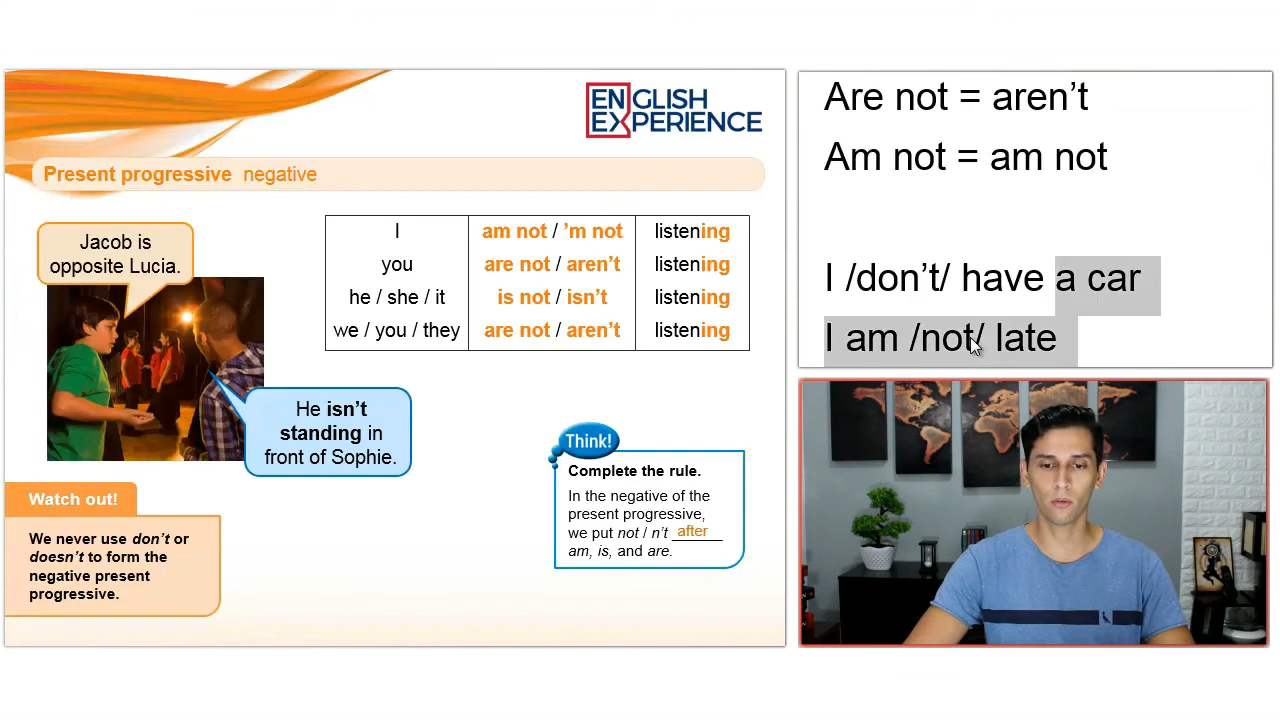 ENGLISH
EXPERIENCE
Present progressive negative
Jacob is
opposite Lucia.
I am not / ’m not listening
you are not / aren’t listening
he / she / it is not / isn’t listening
we / you / they are not / aren’t listening
He isn’t
standing in
front of Sophie.
Think!
Complete the rule.
In the negative of the
present progressive,
we put not / n’t after
am, is, and are.
Watch out!
We never use don’t or
doesn’t to form the
negative present
progressive.
Are not = aren’t
Am not = am not
I /don’t/ have a car
I am /not/ late